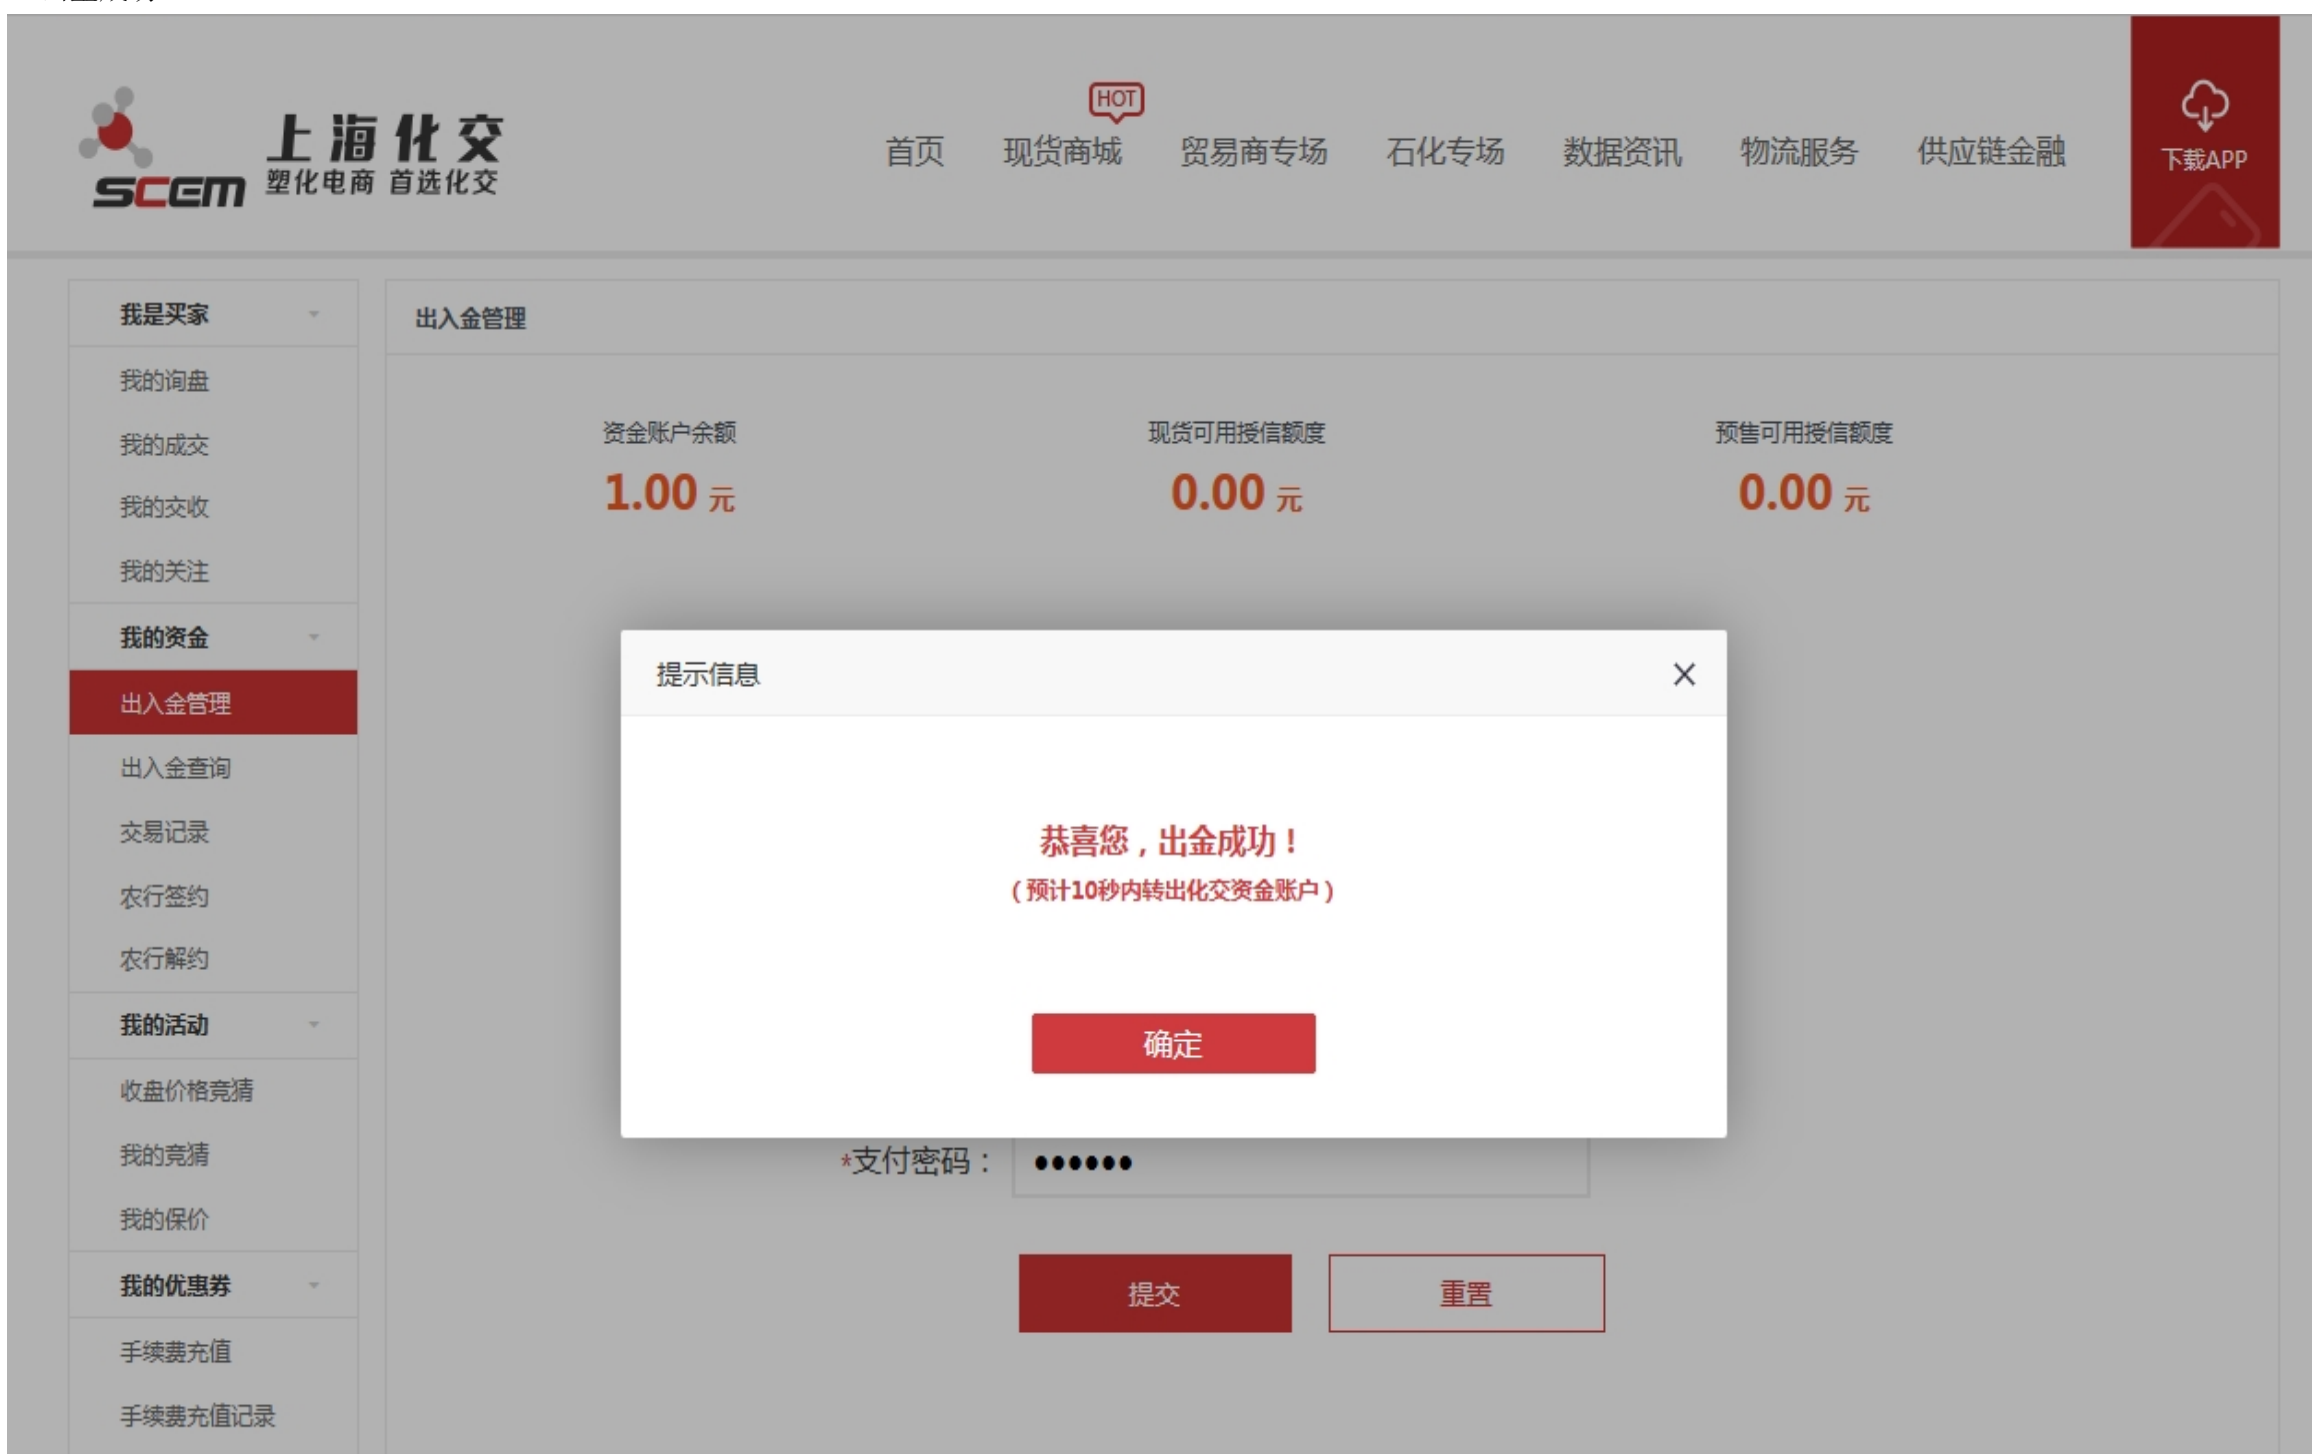 HOT
上海化交
塑化电商 首选化交
SCEM
首页 现货商城 贸易商专场 石化专场 数据资讯 物流服务 供应链金融
下载APP
我是买家
我的询盘
我的成交
我的交收
我的关注
我的资金
出入金管理
出入金查询
交易记录
农行签约
农行解约
我的活动
收盘价格竞猜
我的竞猜
我的保价
我的优惠券
手续费充值
手续费充值记录
出入金管理
资金账户余额 现货可用授信额度 预售可用授信额度
1.00 元 0.00 元 0.00 元
提示信息
恭喜您，出金成功！
（预计10秒内转出化交资金账户）
确定
*支付密码：
提交 重置